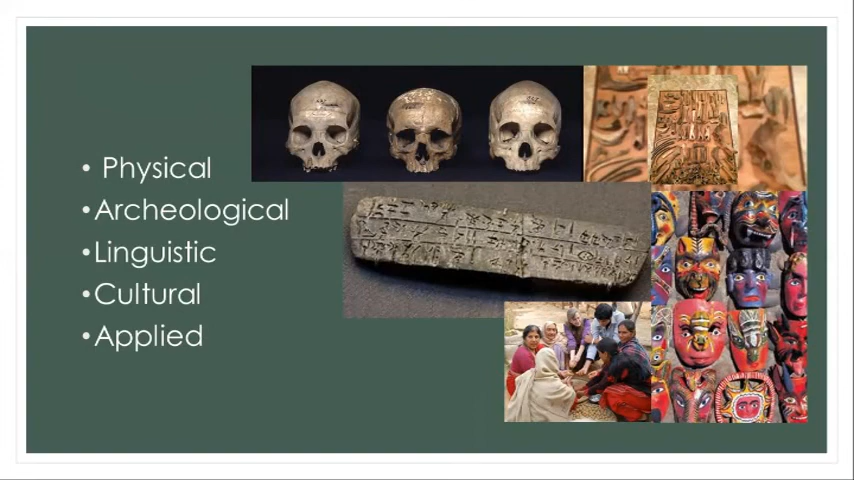 • Physical
•Archeological
•Linguistic
•Cultural
•Applied